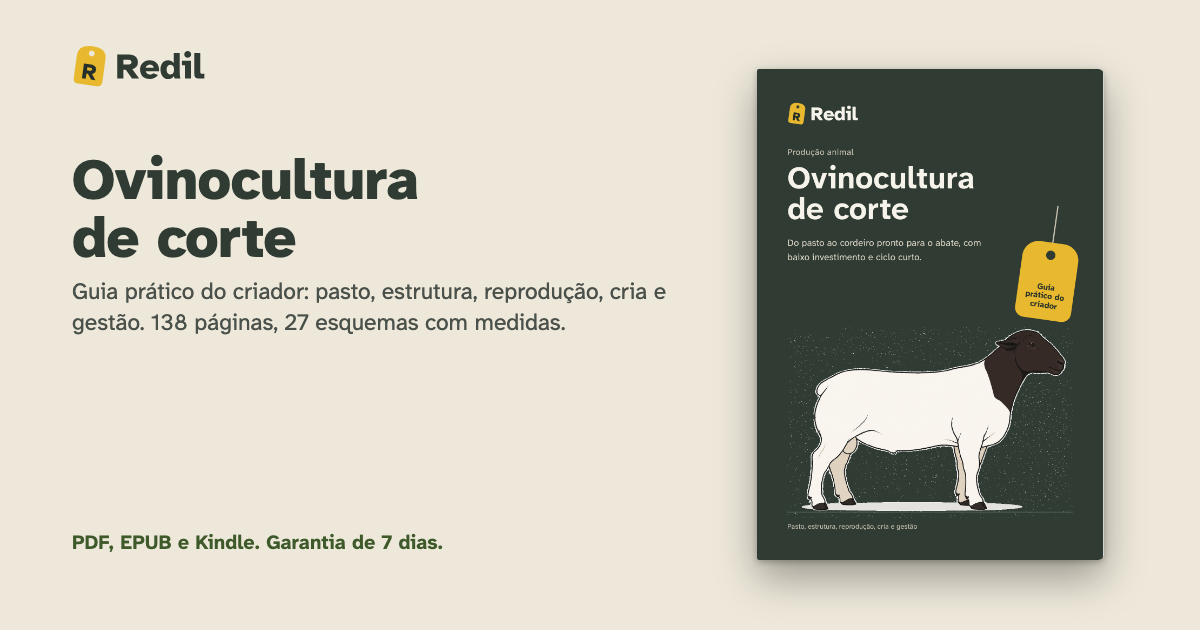 R Redil
Ovinocultura
de corte
Guia prático do criador: pasto, estrutura, reprodução, cria e
gestão. 138 páginas, 27 esquemas com medidas.
PDF, EPUB e Kindle. Garantia de 7 dias.
R Redil
Produção animal
Ovinocultura
de corte
Do pasto ao cordeiro pronto para o abate, com
baixo investimento e ciclo curto.
Guia
prático do
criador
Pasto, estrutura, reprodução, cria e gestão